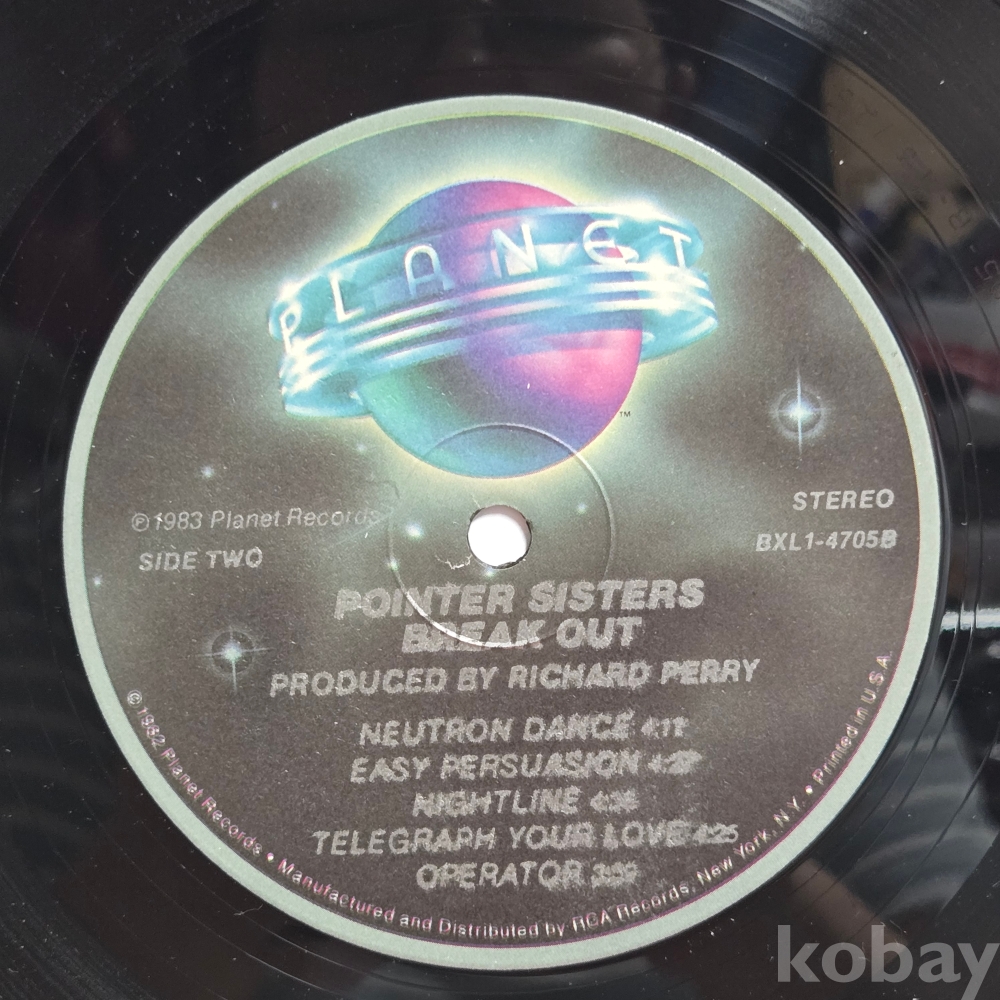 PLANET
™
℗ 1983 Planet Records
STEREO
SIDE TWO
BXL1-4705B
POINTER SISTERS
BREAK OUT
PRODUCED BY RICHARD PERRY
NEUTRON DANCE 4:11
EASY PERSUASION
NIGHTLINE
TELEGRAPH YOUR LOVE 4:25
OPERATOR
© 1982 Planet Records • Manufactured and Distributed by RCA Records, New York, N.Y. • Printed in U.S.A.
kobay